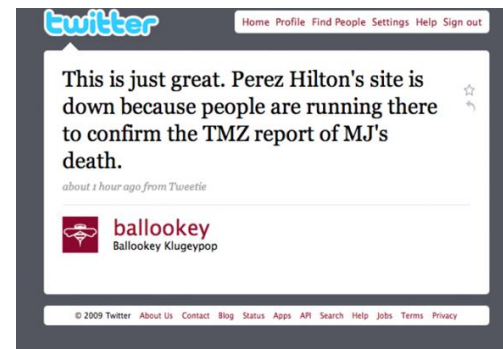 twitter
Home Profile Find People Settings Help Sign out
This is just great. Perez Hilton's site is
down because people are running there
to confirm the TMZ report of MJ's
death.
about 1 hour ago from Tweetie
ballookey
Ballookey Klugeypop
© 2009 Twitter About Us Contact Blog Status Apps API Search Help Jobs Terms Privacy